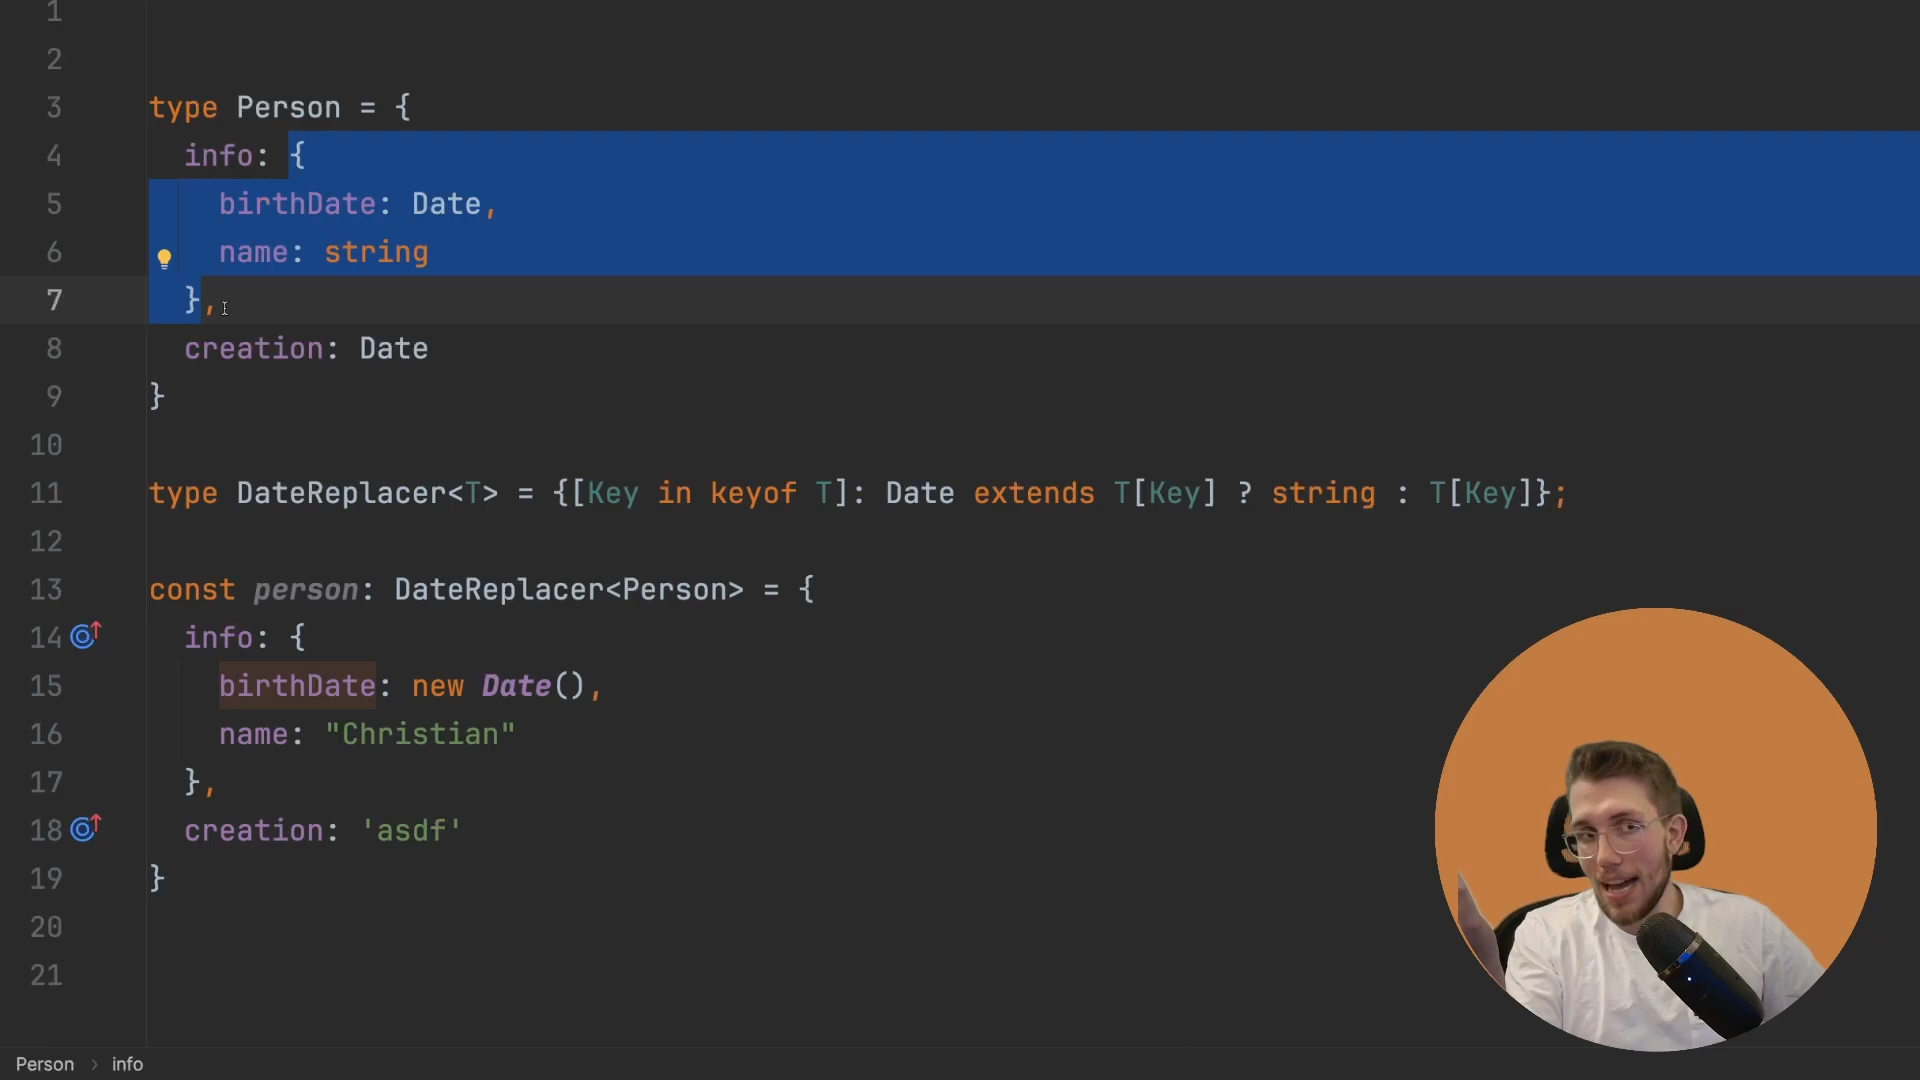 1
2
3 type Person = {
4   info: {
5     birthDate: Date,
6     name: string
7   },
8   creation: Date
9 }
10
11 type DateReplacer<T> = {[Key in keyof T]: Date extends T[Key] ? string : T[Key]};
12
13 const person: DateReplacer<Person> = {
14   info: {
15     birthDate: new Date(),
16     name: "Christian"
17   },
18   creation: 'asdf'
19 }
20
21
Person > info